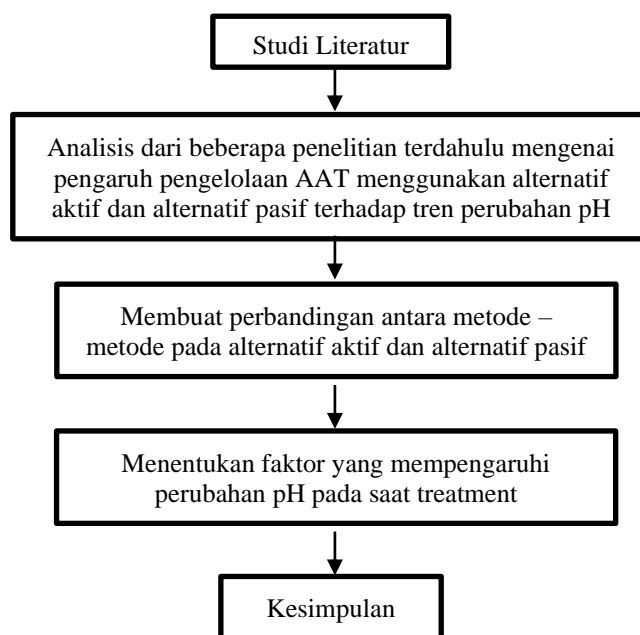 Studi Literatur
Analisis dari beberapa penelitian terdahulu mengenai
pengaruh pengelolaan AAT menggunakan alternatif
aktif dan alternatif pasif terhadap tren perubahan pH
Membuat perbandingan antara metode –
metode pada alternatif aktif dan alternatif pasif
Menentukan faktor yang mempengaruhi
perubahan pH pada saat treatment
Kesimpulan